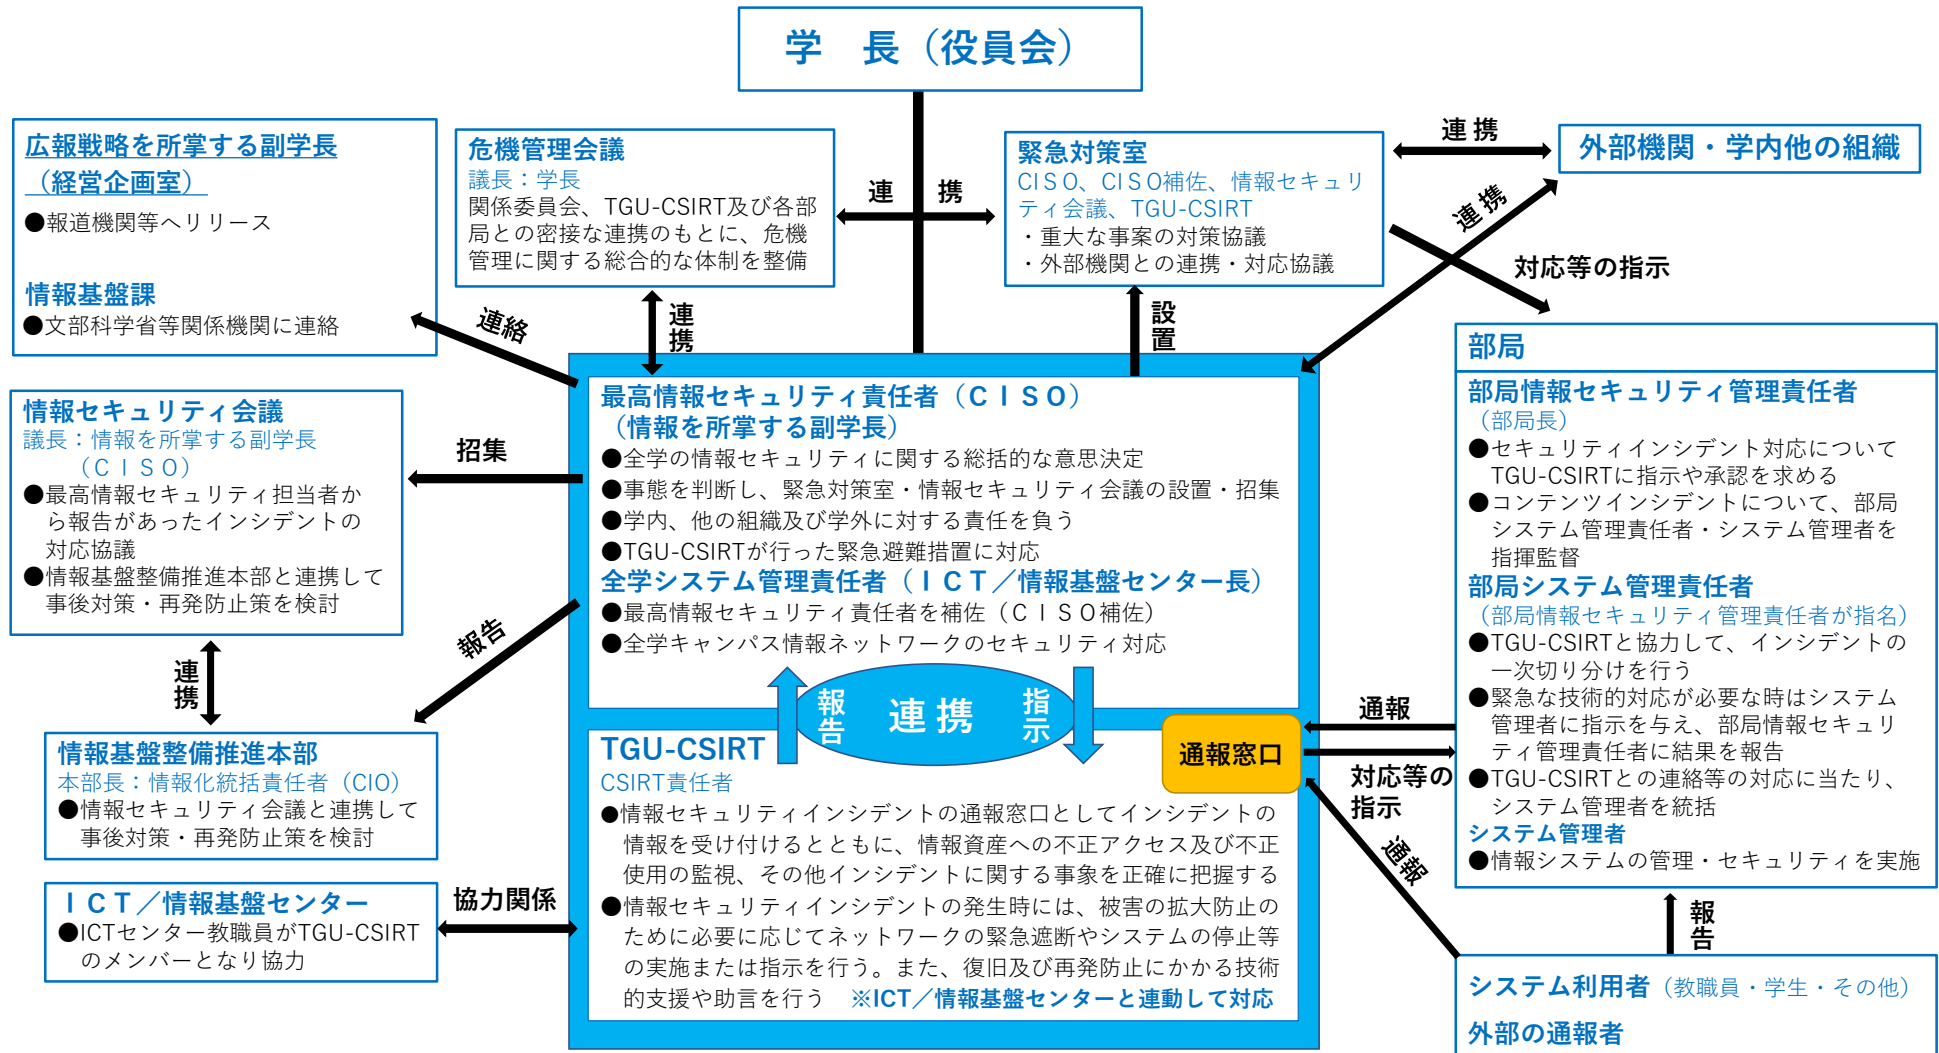 学　長（役員会）
広報戦略を所掌する副学長
（経営企画室）
●報道機関等へリリース
情報基盤課
●文部科学省等関係機関に連絡
危機管理会議
議長：学長
関係委員会、TGU-CSIRT及び各部
局との密接な連携のもとに、危機
管理に関する総合的な体制を整備
連　携
緊急対策室
CISO、CISO補佐、情報セキュリ
ティ会議、TGU-CSIRT
・重大な事案の対策協議
・外部機関との連携・対応協議
連携
外部機関・学内他の組織
連携
対応等の指示
連絡
連携
設置
情報セキュリティ会議
議長：情報を所掌する副学長
（ＣＩＳＯ）
●最高情報セキュリティ担当者か
ら報告があったインシデントの
対応協議
●情報基盤整備推進本部と連携して
事後対策・再発防止策を検討
招集
報告
連携
情報基盤整備推進本部
本部長：情報化統括責任者（CIO）
●情報セキュリティ会議と連携して
事後対策・再発防止策を検討
ＩＣＴ／情報基盤センター
●ICTセンター教職員がTGU-CSIRT
のメンバーとなり協力
協力関係
最高情報セキュリティ責任者（ＣＩＳＯ）
（情報を所掌する副学長）
●全学の情報セキュリティに関する総括的な意思決定
●事態を判断し、緊急対策室・情報セキュリティ会議の設置・招集
●学内、他の組織及び学外に対する責任を負う
●TGU-CSIRTが行った緊急避難措置に対応
全学システム管理責任者（ＩＣＴ／情報基盤センター長）
●最高情報セキュリティ責任者を補佐（ＣＩＳＯ補佐）
●全学キャンパス情報ネットワークのセキュリティ対応
報告
連携
指示
TGU-CSIRT
CSIRT責任者
●情報セキュリティインシデントの通報窓口としてインシデントの
情報を受け付けるとともに、情報資産への不正アクセス及び不正
使用の監視、その他インシデントに関する事象を正確に把握する
●情報セキュリティインシデントの発生時には、被害の拡大防止の
ために必要に応じてネットワークの緊急遮断やシステムの停止等
の実施または指示を行う。また、復旧及び再発防止にかかる技術
的支援や助言を行う　※ICT／情報基盤センターと連動して対応
通報窓口
通報
対応等の
指示
通報
部局
部局情報セキュリティ管理責任者
（部局長）
●セキュリティインシデント対応について
TGU-CSIRTに指示や承認を求める
●コンテンツインシデントについて、部局
システム管理責任者・システム管理者を
指揮監督
部局システム管理責任者
（部局情報セキュリティ管理責任者が指名）
●TGU-CSIRTと協力して、インシデントの
一次切り分けを行う
●緊急な技術的対応が必要な時はシステム
管理者に指示を与え、部局情報セキュリ
ティ管理責任者に結果を報告
●TGU-CSIRTとの連絡等の対応に当たり、
システム管理者を統括
システム管理者
●情報システムの管理・セキュリティを実施
報告
システム利用者（教職員・学生・その他）
外部の通報者